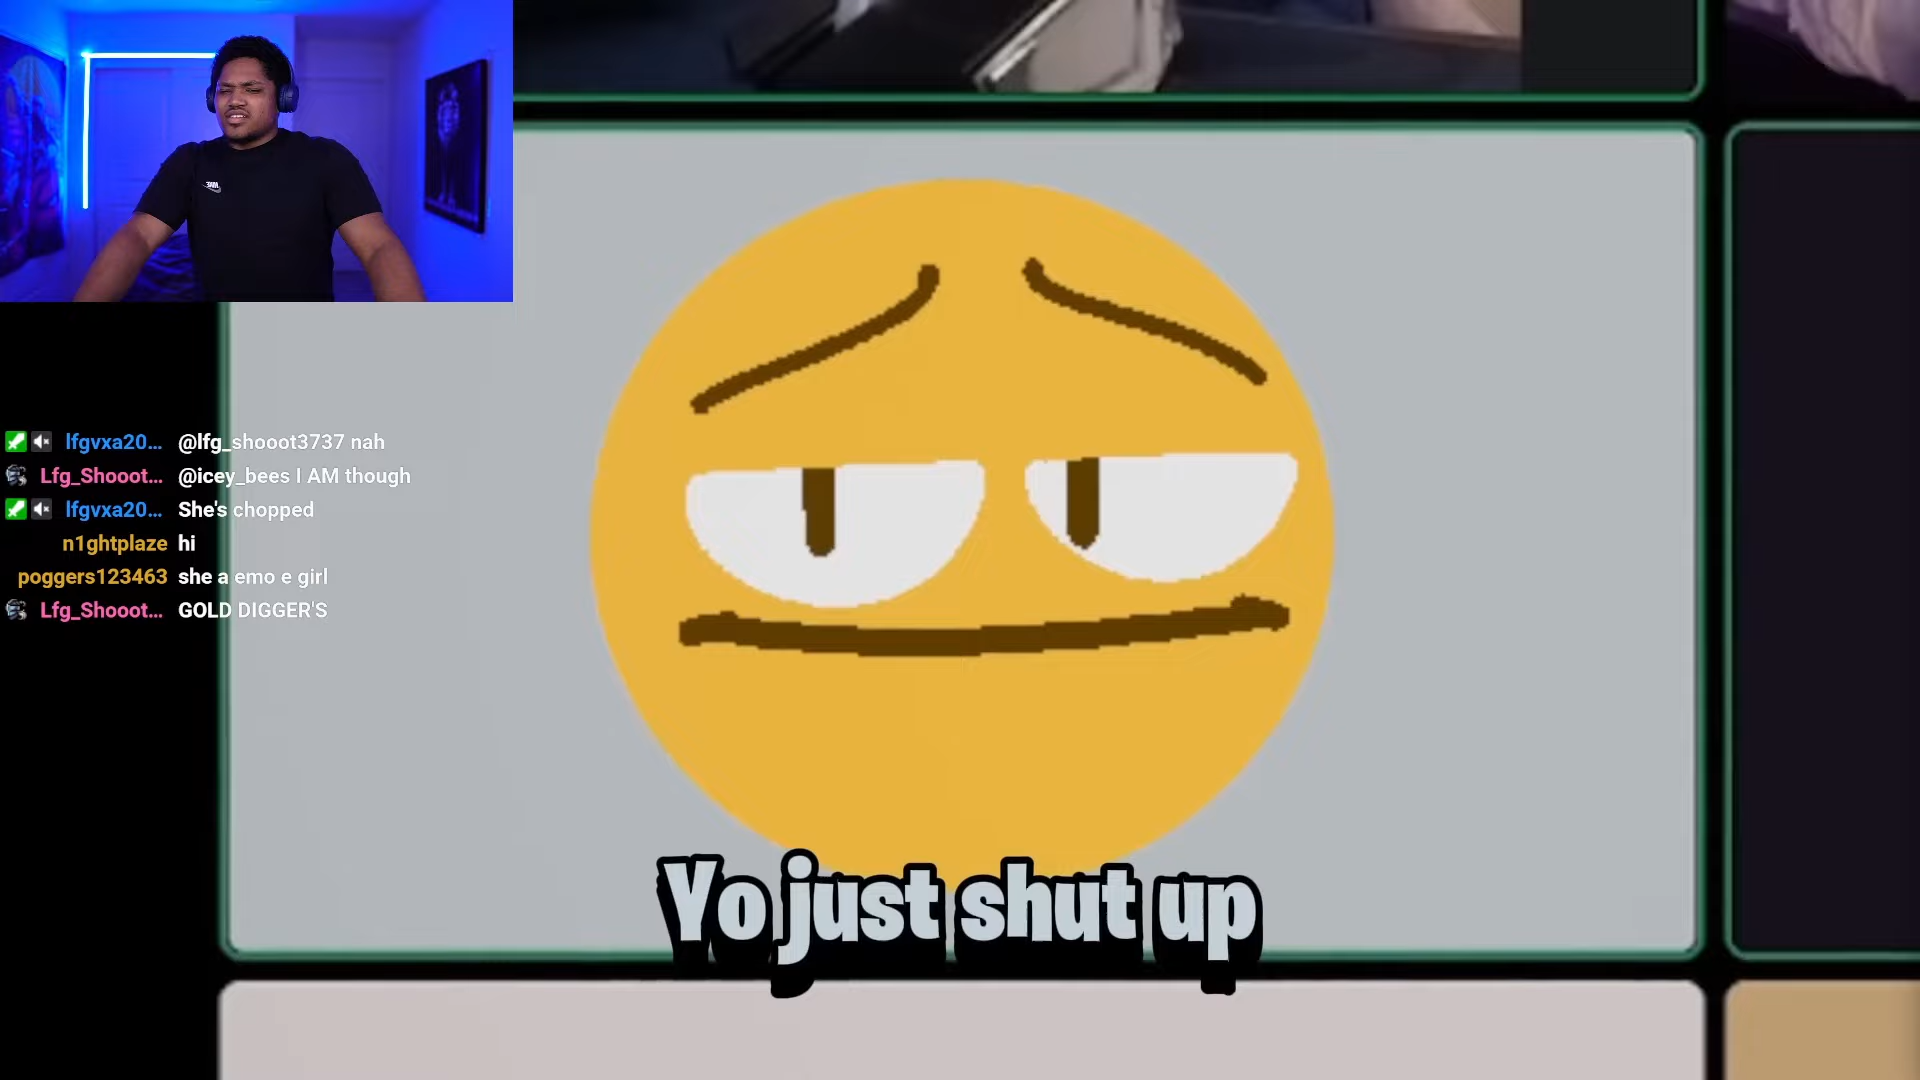 lfgvxa20... @lfg_shooot3737 nah
Lfg_Shooot... @icey_bees I AM though
lfgvxa20... She's chopped
n1ghtplaze hi
poggers123463 she a emo e girl
Lfg_Shooot... GOLD DIGGER'S
Yo just shut up